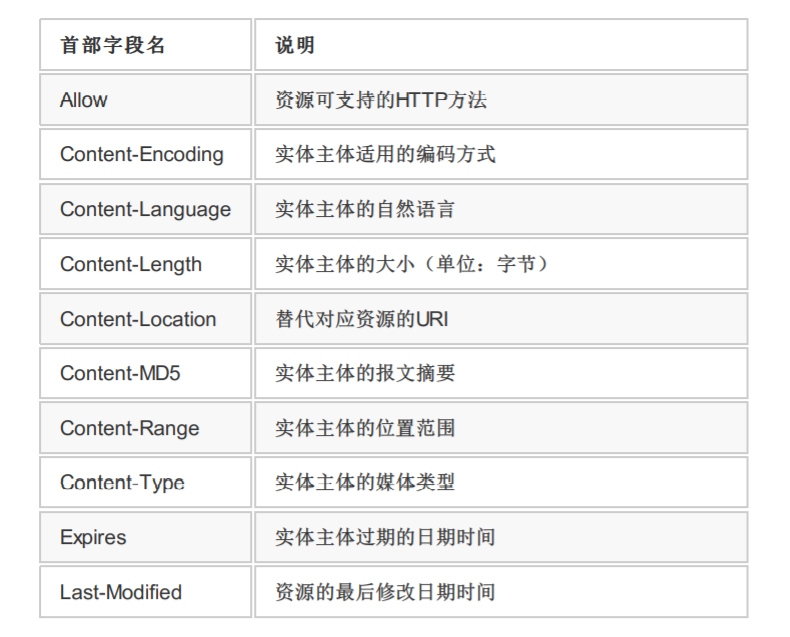 首部字段名 说明
Allow 资源可支持的HTTP方法
Content-Encoding 实体主体适用的编码方式
Content-Language 实体主体的自然语言
Content-Length 实体主体的大小（单位：字节）
Content-Location 替代对应资源的URI
Content-MD5 实体主体的报文摘要
Content-Range 实体主体的位置范围
Content-Type 实体主体的媒体类型
Expires 实体主体过期的日期时间
Last-Modified 资源的最后修改日期时间